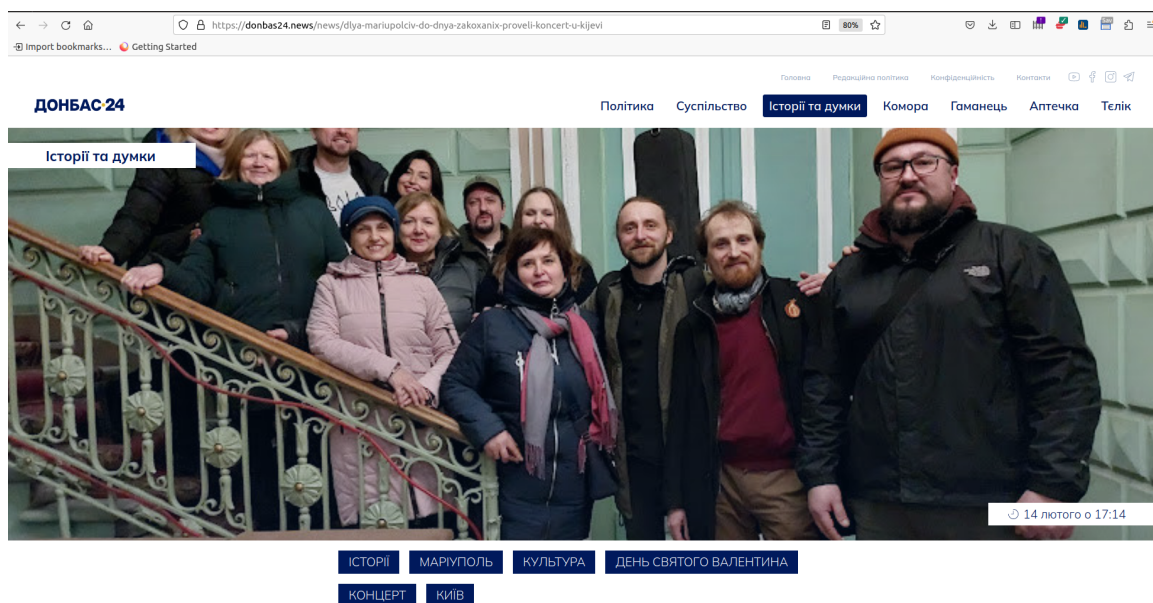 https://donbas24.news/news/dlya-mariupolciv-do-dnya-zakoxanix-proveli-koncert-u-kijevi
80%
Import bookmarks...
Getting Started
Головна Редакційна політика Конфіденційність Контакти
ДОНБАС24
Політика Суспільство Історії та думки Комора Гаманець Аптечка Тєлік
Історії та думки
14 лютого о 17:14
ІСТОРІЇ МАРІУПОЛЬ КУЛЬТУРА ДЕНЬ СВЯТОГО ВАЛЕНТИНА
КОНЦЕРТ КИЇВ